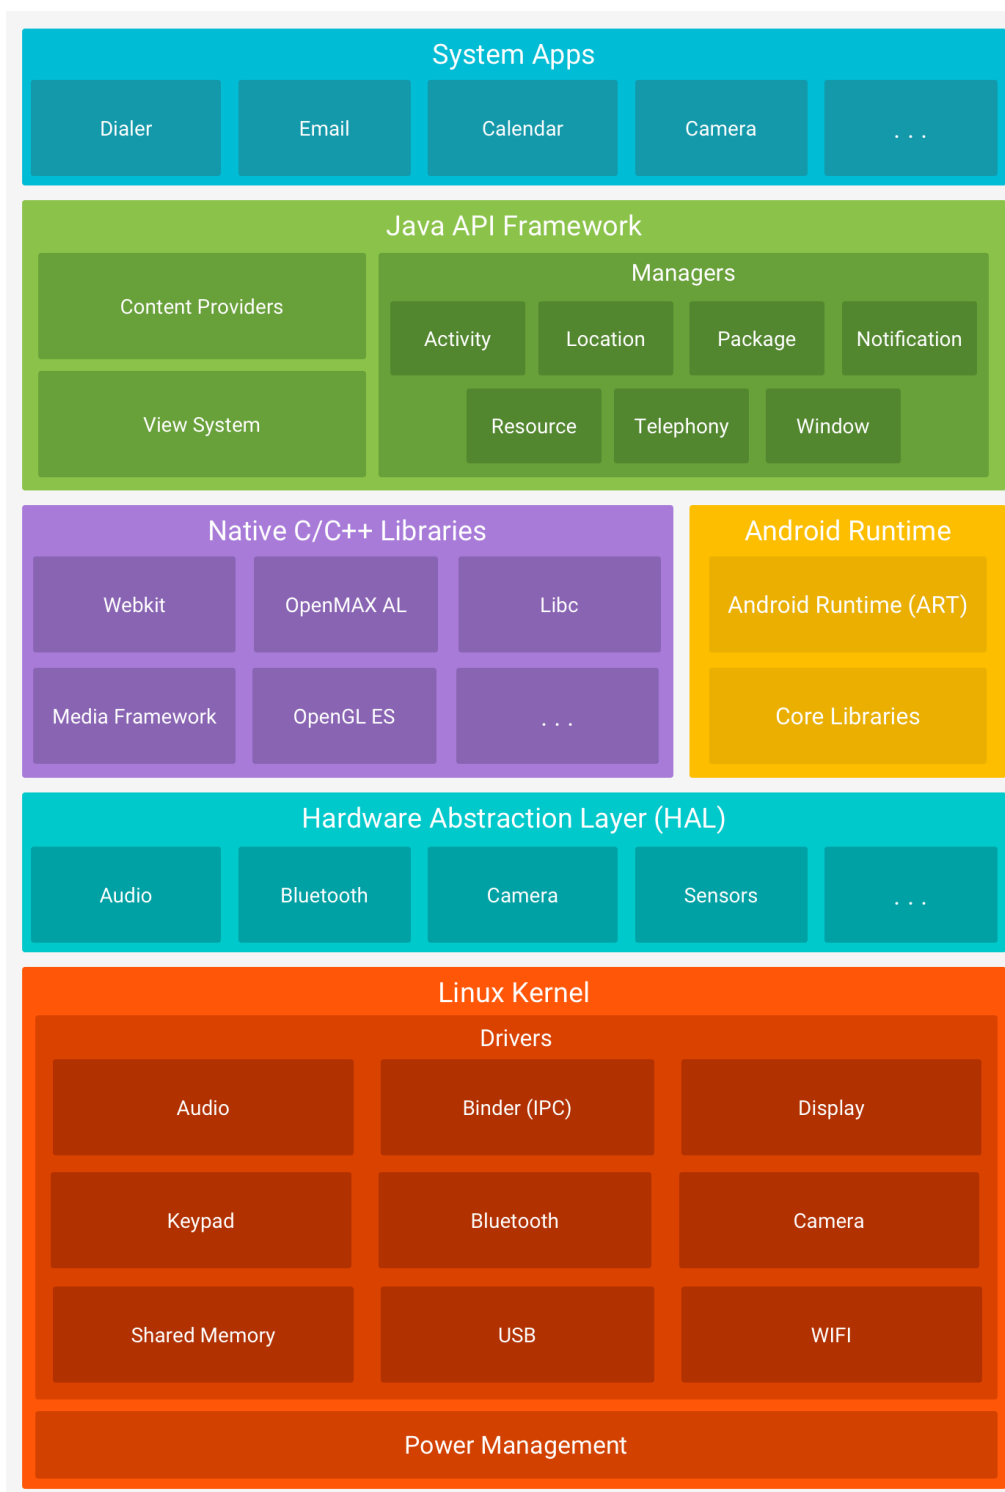 System Apps
Dialer
Email
Calendar
Camera
. . .
Java API Framework
Content Providers
View System
Managers
Activity
Location
Package
Notification
Resource
Telephony
Window
Native C/C++ Libraries
Webkit
OpenMAX AL
Libc
Media Framework
OpenGL ES
. . .
Android Runtime
Android Runtime (ART)
Core Libraries
Hardware Abstraction Layer (HAL)
Audio
Bluetooth
Camera
Sensors
. . .
Linux Kernel
Drivers
Audio
Binder (IPC)
Display
Keypad
Bluetooth
Camera
Shared Memory
USB
WIFI
Power Management